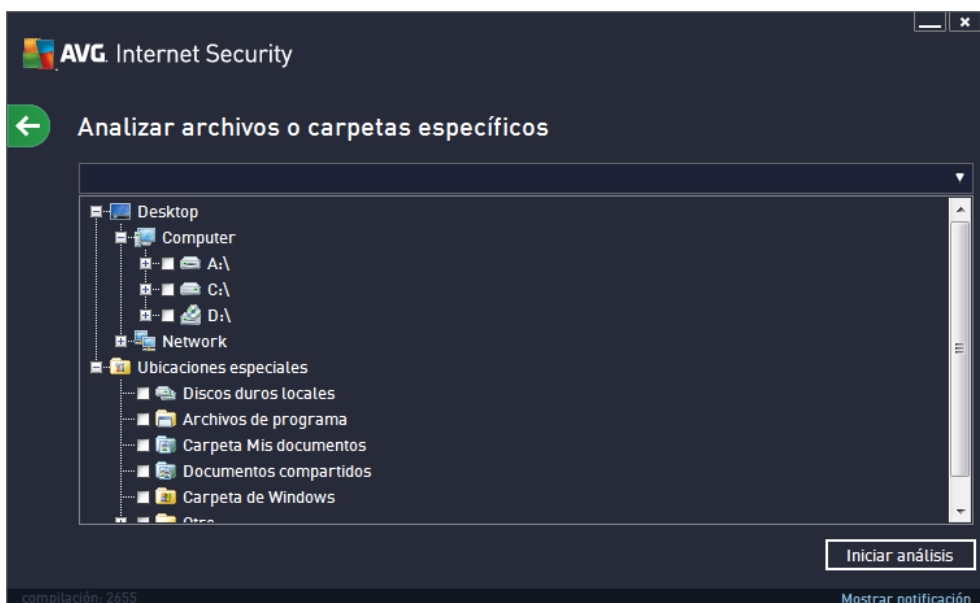 AVG. Internet Security
Analizar archivos o carpetas específicos
Desktop
Computer
A:\
C:\
D:\
Network
Ubicaciones especiales
Discos duros locales
Archivos de programa
Carpeta Mis documentos
Documentos compartidos
Carpeta de Windows
Otro
Iniciar análisis
compilación: 2655
Mostrar notificación